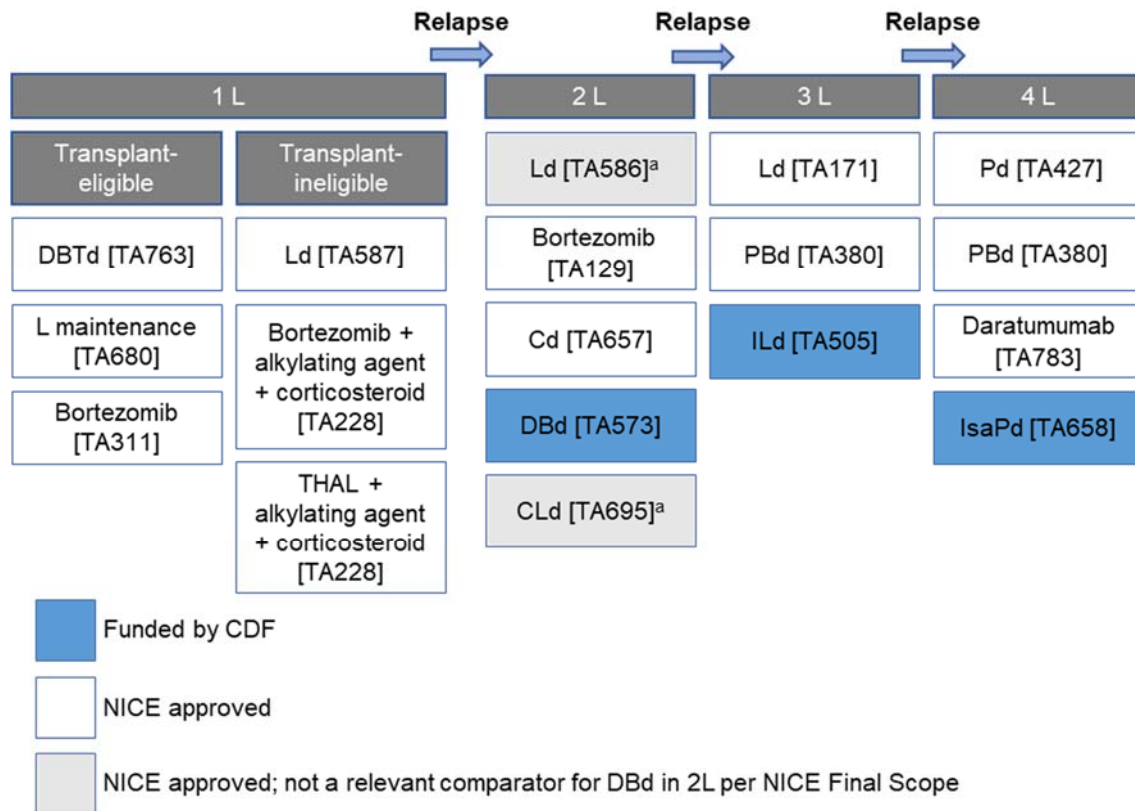 Relapse
Relapse
Relapse
1 L
2 L
3 L
4 L
Transplant-
eligible
Transplant-
ineligible
DBTd [TA763]
L maintenance
[TA680]
Bortezomib
[TA311]
Ld [TA587]
Bortezomib +
alkylating agent
+ corticosteroid
[TA228]
THAL +
alkylating agent
+ corticosteroid
[TA228]
Ld [TA586]ᵃ
Bortezomib
[TA129]
Cd [TA657]
DBd [TA573]
CLd [TA695]ᵃ
Ld [TA171]
PBd [TA380]
ILd [TA505]
Pd [TA427]
PBd [TA380]
Daratumumab
[TA783]
IsaPd [TA658]
Funded by CDF
NICE approved
NICE approved; not a relevant comparator for DBd in 2L per NICE Final Scope